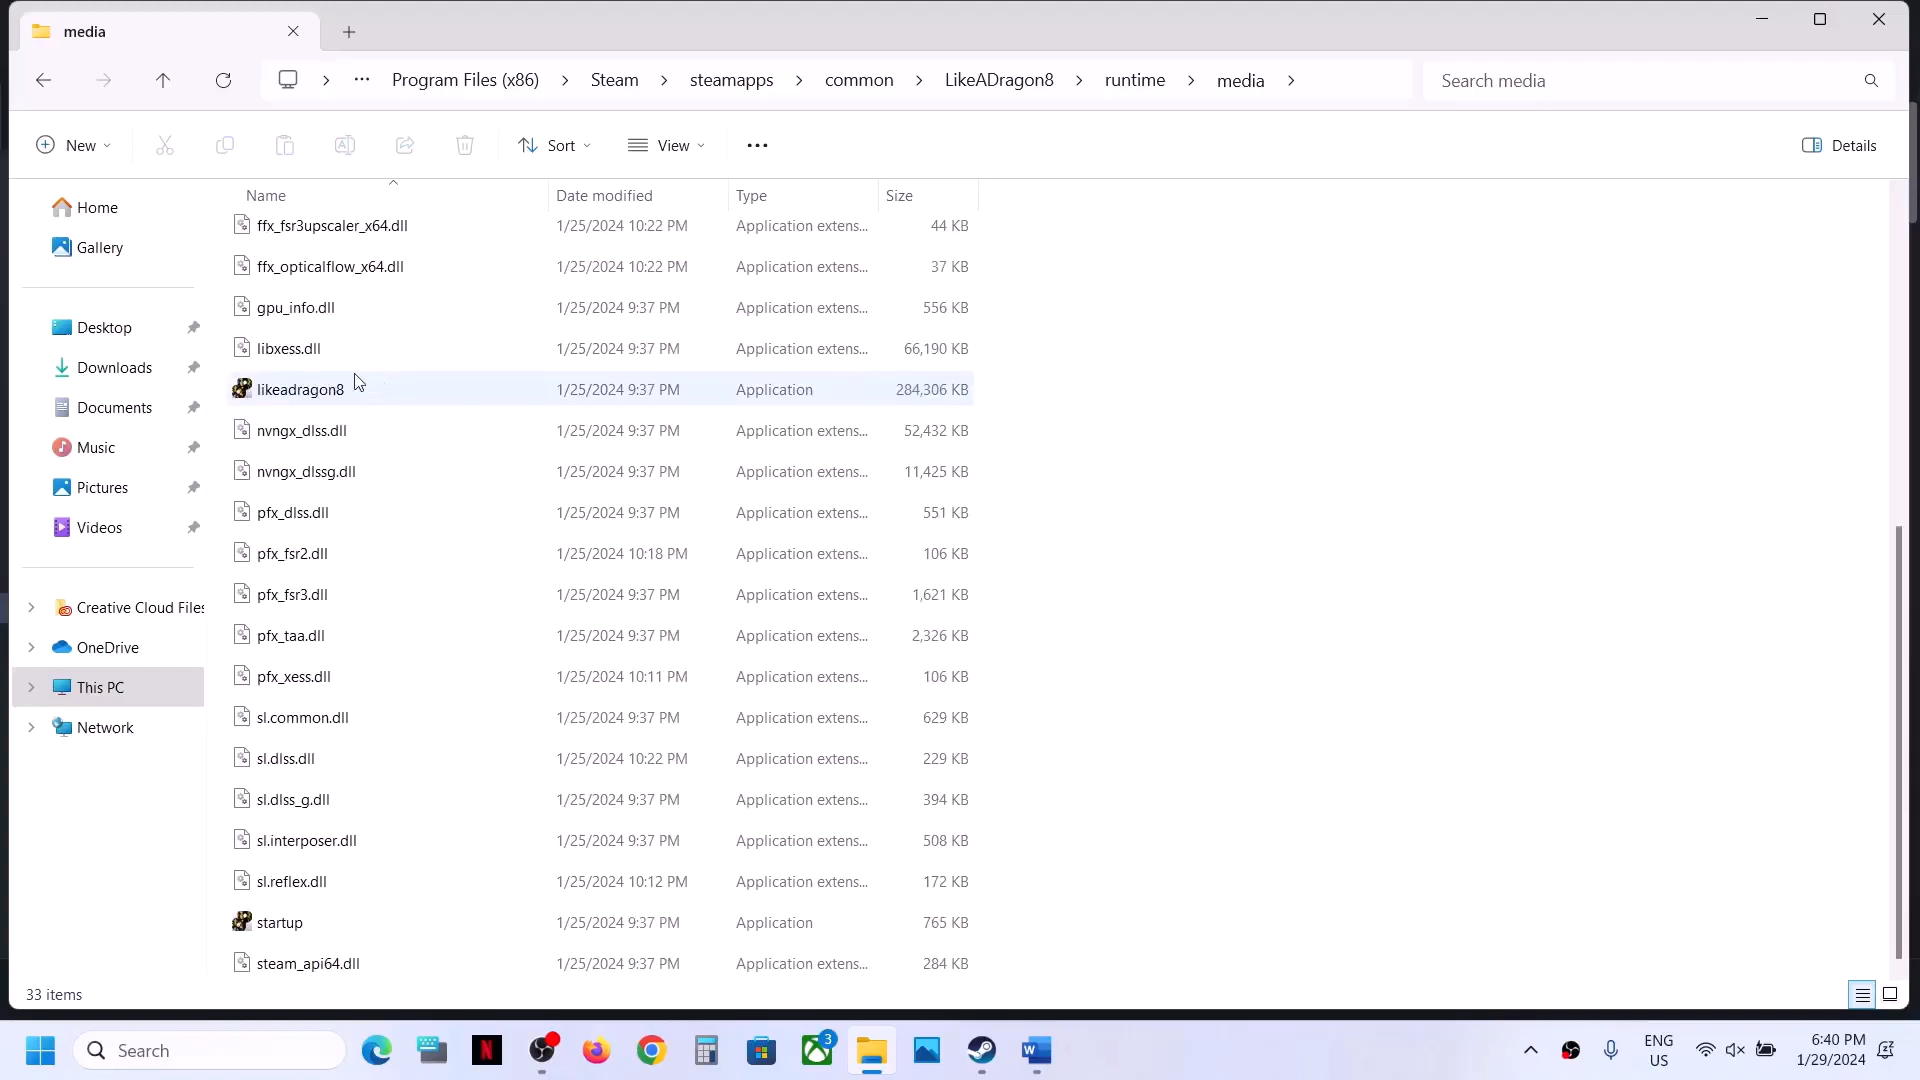 media
Program Files (x86) > Steam > steamapps > common > LikeADragon8 > runtime > media >
Search media
New
Sort
View
Details
Name Date modified Type Size
Home
Gallery
Desktop
Downloads
Documents
Music
Pictures
Videos
Creative Cloud Files
OneDrive
This PC
Network
ffx_fsr3upscaler_x64.dll 1/25/2024 10:22 PM Application extens... 44 KB
ffx_opticalflow_x64.dll 1/25/2024 10:22 PM Application extens... 37 KB
gpu_info.dll 1/25/2024 9:37 PM Application extens... 556 KB
libxess.dll 1/25/2024 9:37 PM Application extens... 66,190 KB
likeadragon8 1/25/2024 9:37 PM Application 284,306 KB
nvngx_dlss.dll 1/25/2024 9:37 PM Application extens... 52,432 KB
nvngx_dlssg.dll 1/25/2024 9:37 PM Application extens... 11,425 KB
pfx_dlss.dll 1/25/2024 9:37 PM Application extens... 551 KB
pfx_fsr2.dll 1/25/2024 10:18 PM Application extens... 106 KB
pfx_fsr3.dll 1/25/2024 9:37 PM Application extens... 1,621 KB
pfx_taa.dll 1/25/2024 9:37 PM Application extens... 2,326 KB
pfx_xess.dll 1/25/2024 10:11 PM Application extens... 106 KB
sl.common.dll 1/25/2024 9:37 PM Application extens... 629 KB
sl.dlss.dll 1/25/2024 10:22 PM Application extens... 229 KB
sl.dlss_g.dll 1/25/2024 9:37 PM Application extens... 394 KB
sl.interposer.dll 1/25/2024 9:37 PM Application extens... 508 KB
sl.reflex.dll 1/25/2024 10:12 PM Application extens... 172 KB
startup 1/25/2024 9:37 PM Application 765 KB
steam_api64.dll 1/25/2024 9:37 PM Application extens... 284 KB
33 items
Search
3
ENG
US
6:40 PM
1/29/2024